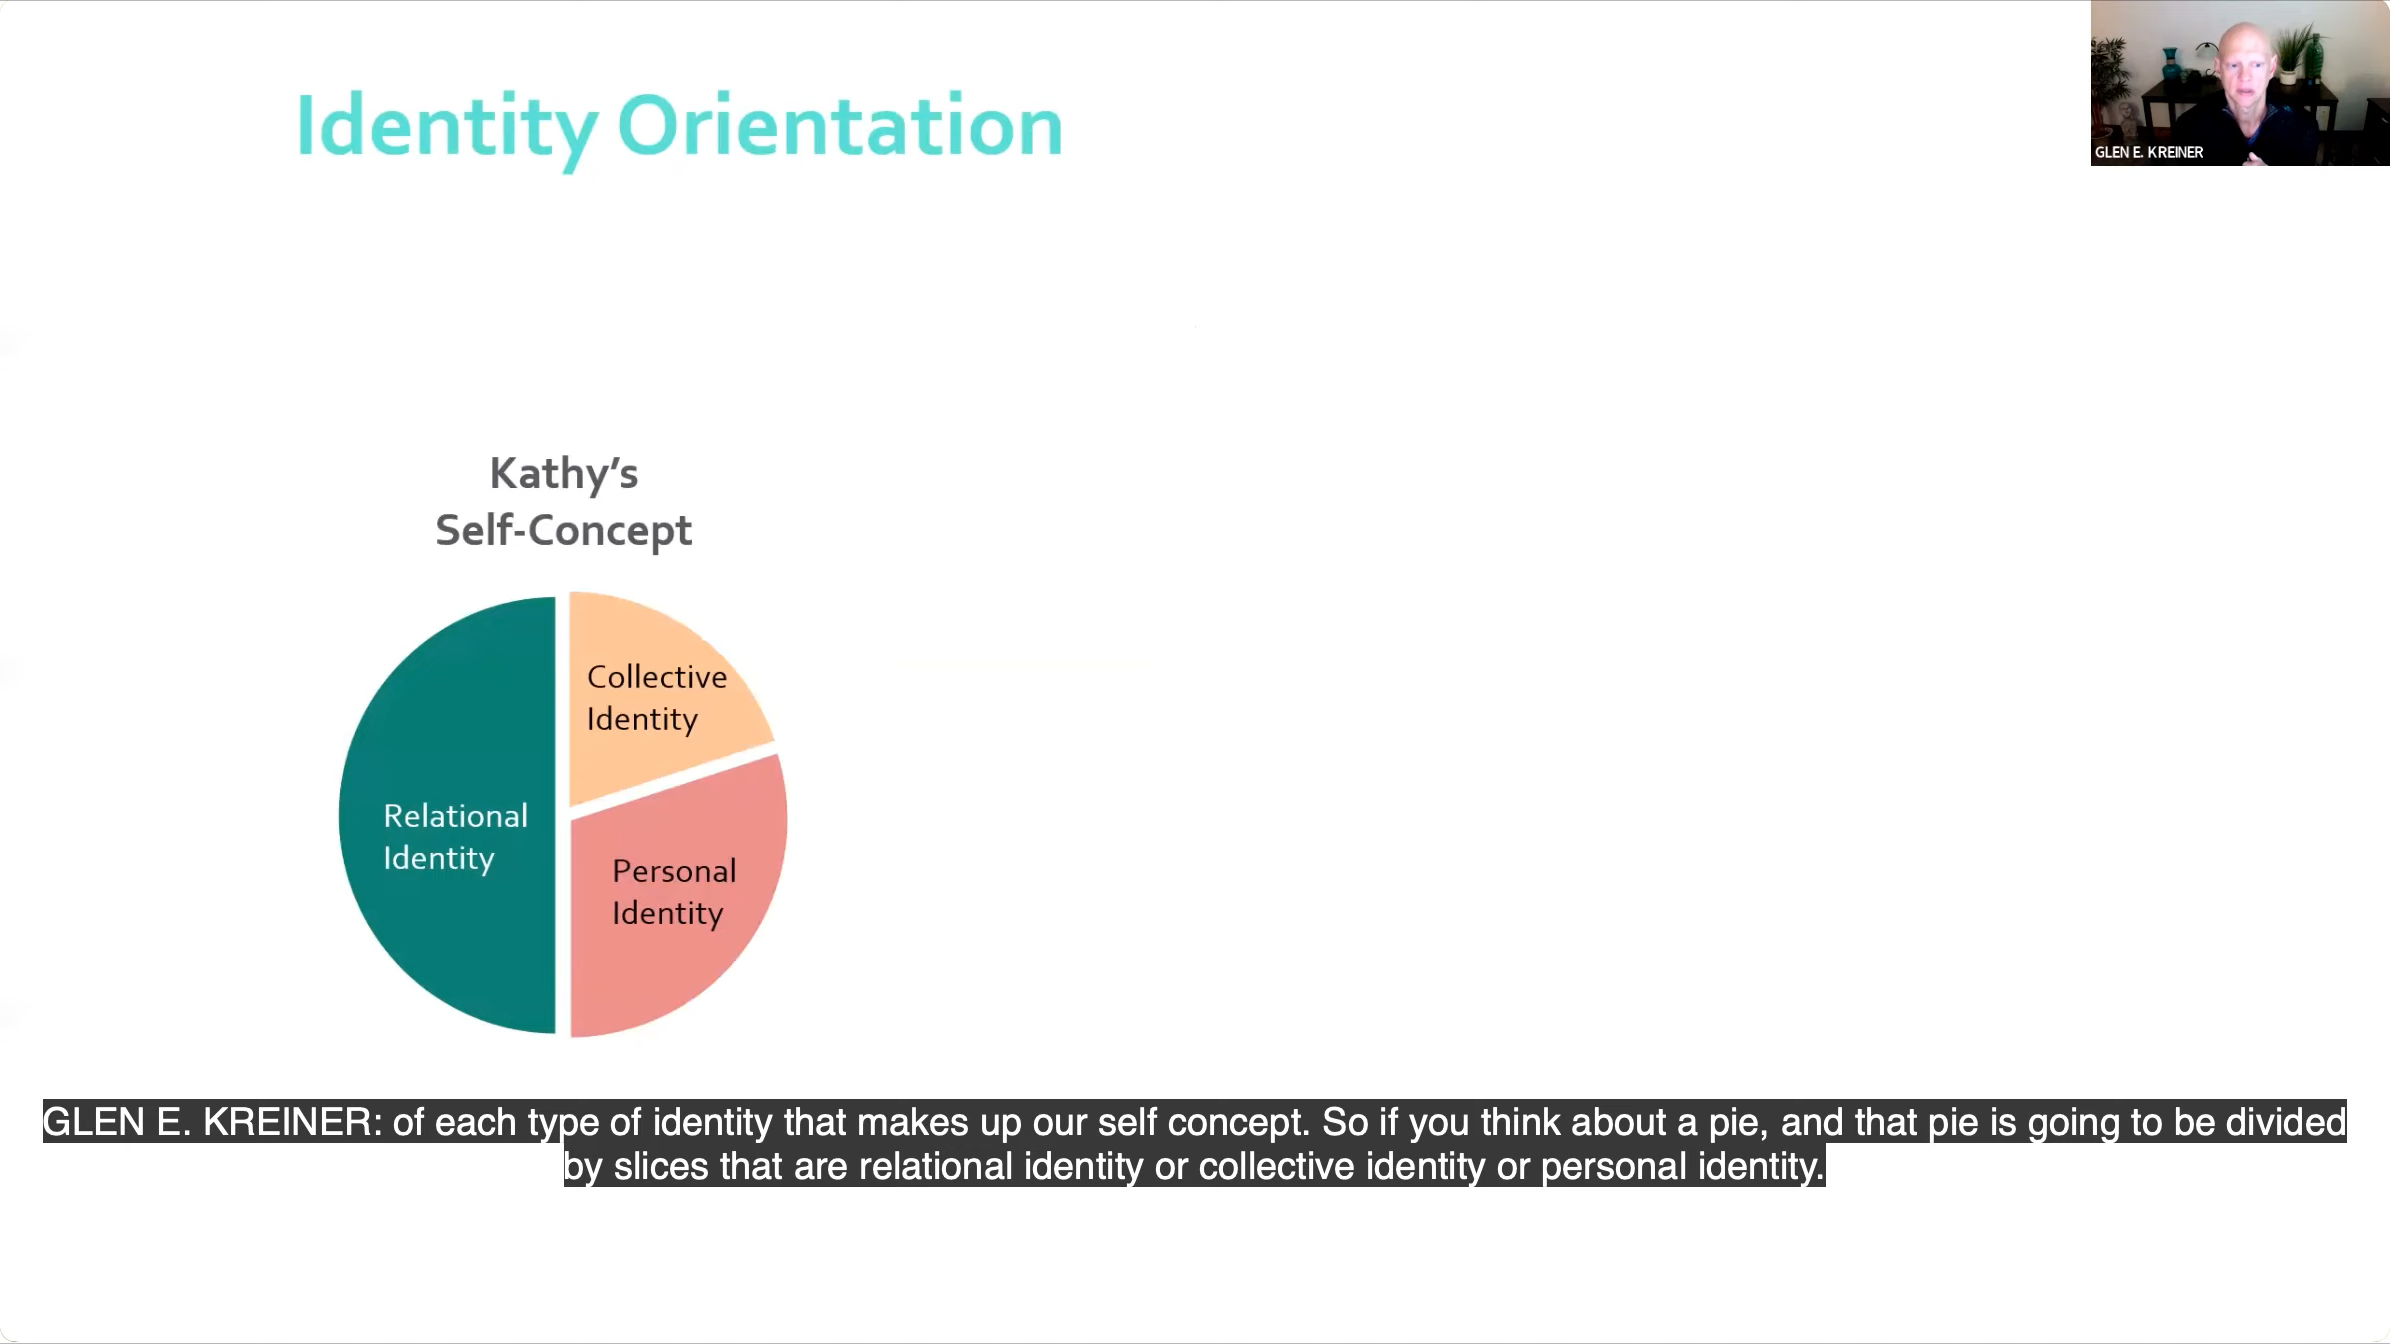 Identity Orientation
GLEN E. KREINER
Kathy’s
Self-Concept
Collective
Identity
Relational
Identity
Personal
Identity
GLEN E. KREINER: of each type of identity that makes up our self concept. So if you think about a pie, and that pie is going to be divided
by slices that are relational identity or collective identity or personal identity.